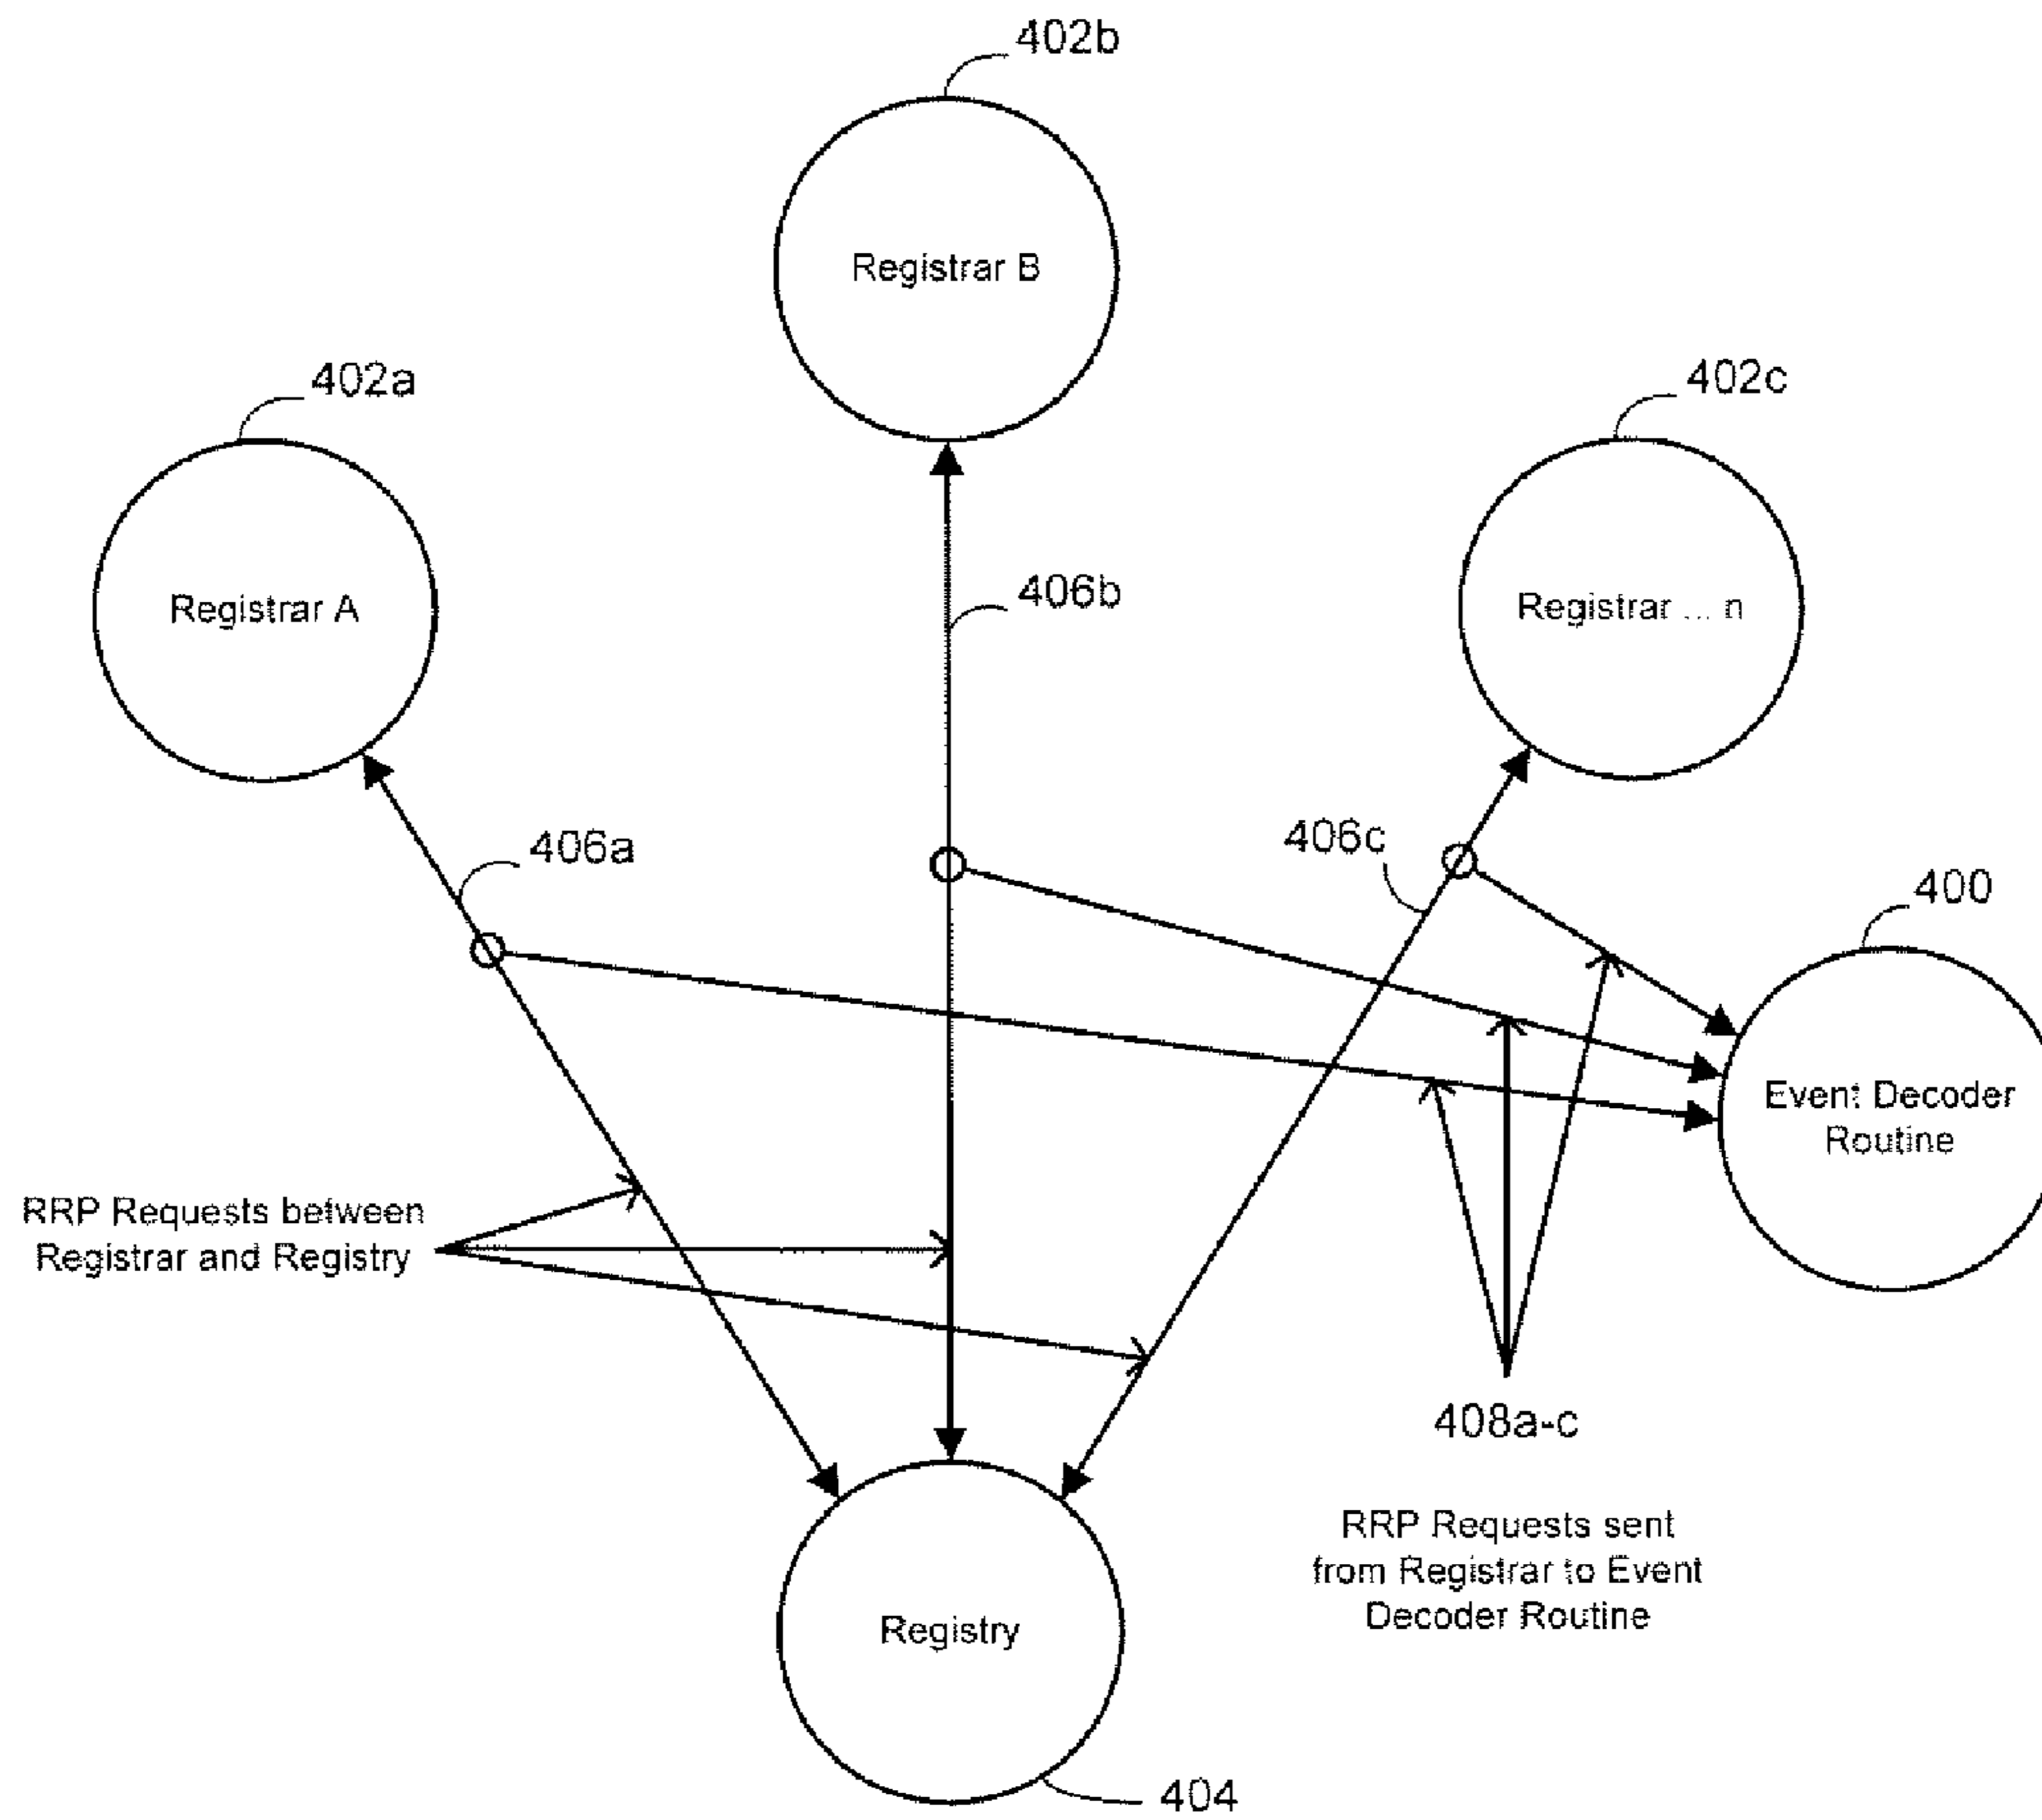 402b
Registrar B
402a
402c
Registrar A
406b
Registrar ... n
406a
406c
400
Event Decoder
Routine
RRP Requests between
Registrar and Registry
408a-c
RRP Requests sent
from Registrar to Event
Decoder Routine
Registry
404